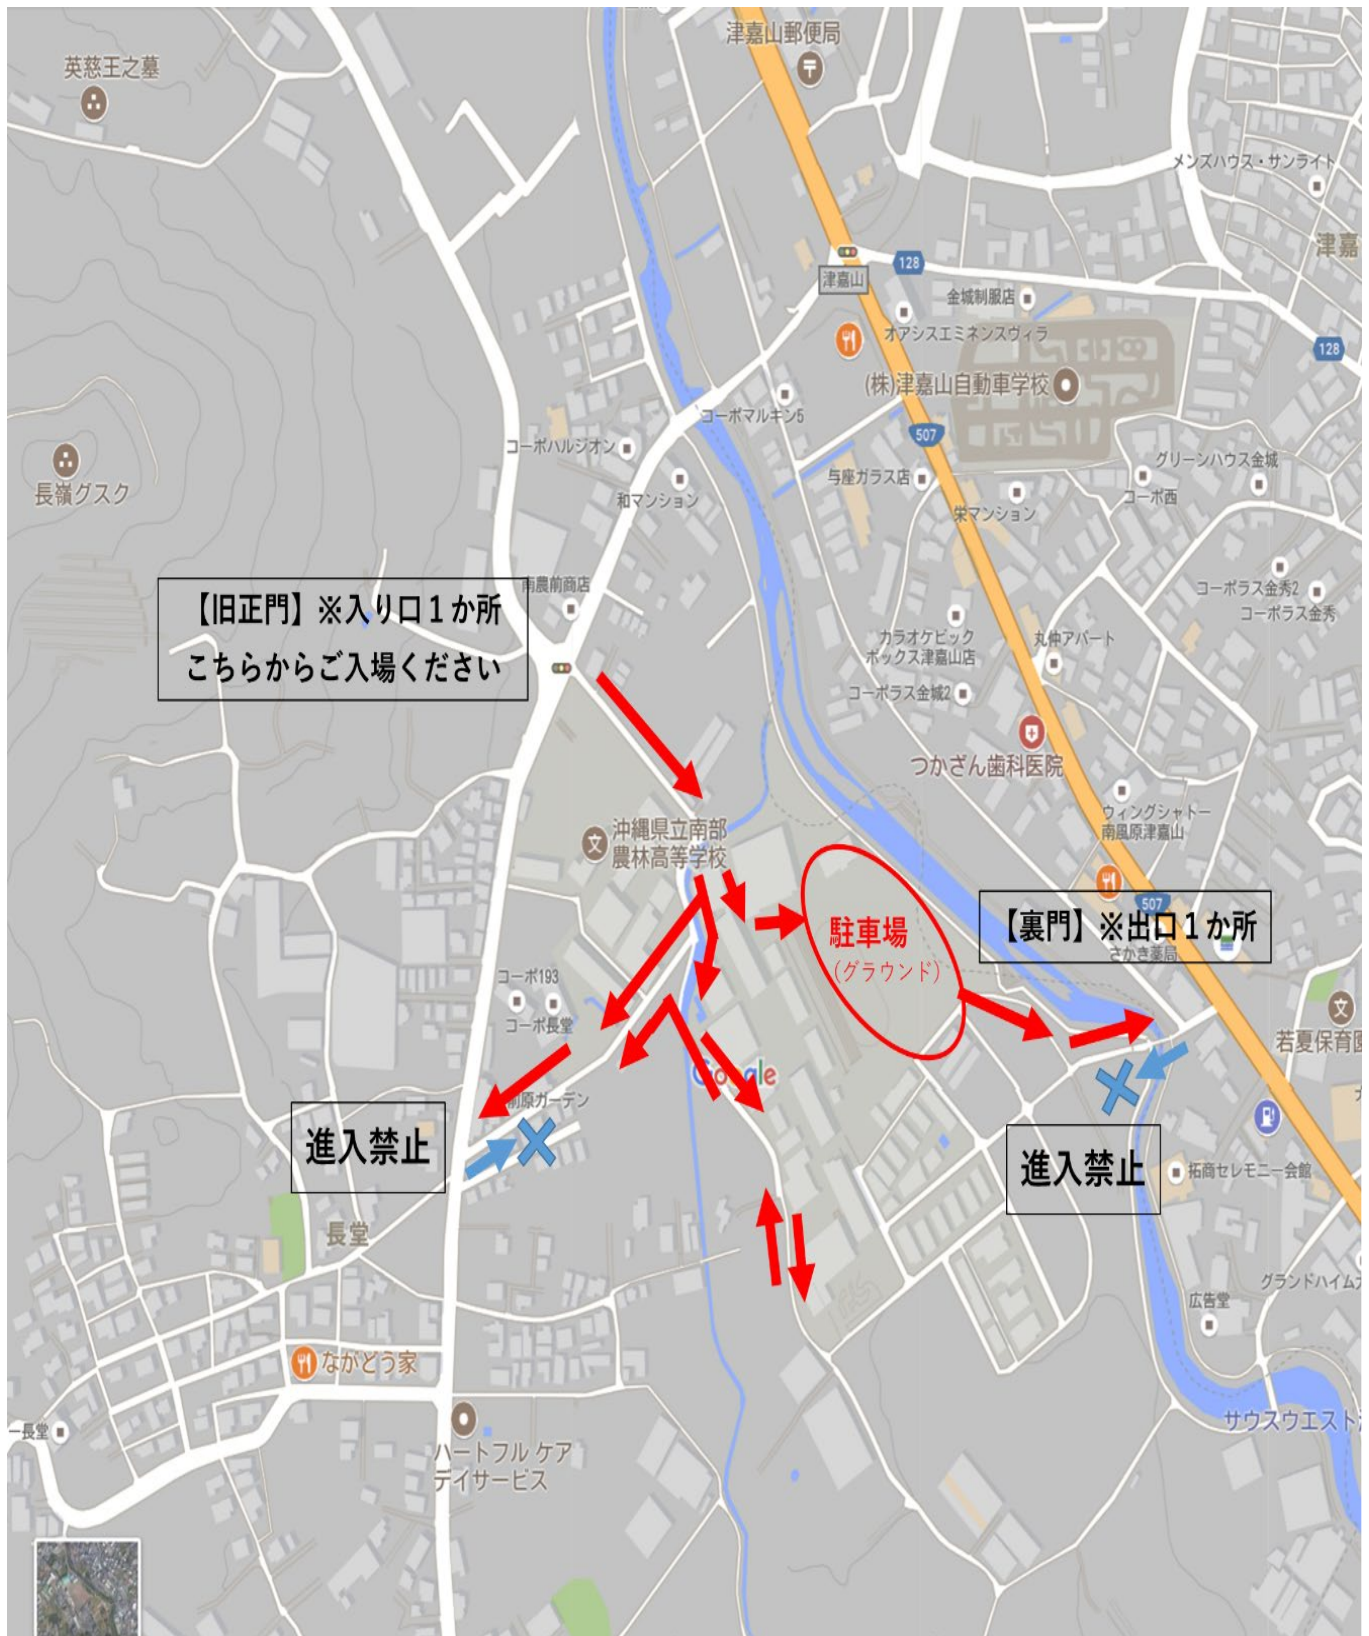 津嘉山郵便局
英慈王之墓
メンズハウス・サンライト
津嘉
128
津嘉山
金城制服店
オアシスエミネンスヴィラ
128
(株)津嘉山自動車学校
コーポマルキン5
507
コーポハルジオン
グリーンハウス金城
長嶺グスク
与座ガラス店
コーポ西
和マンション
栄マンション
南農前商店
コーポラス金秀2
コーポラス金秀
【旧正門】※入り口１か所
こちらからご入場ください
カラオケビック
ボックス津嘉山店
丸仲アパート
コーポラス金城2
つかざん歯科医院
ウィングシャトー
南風原津嘉山
沖縄県立南部
農林高等学校
507
【裏門】※出口１か所
さかき薬局
駐車場
（グラウンド）
コーポ193
コーポ長堂
若夏保育園
Google
前原ガーデン
進入禁止
進入禁止
拓商セレモニー会館
長堂
グランドハイム
広告堂
ながどう家
ー長堂
サウスウエスト
ハートフル ケア
デイサービス